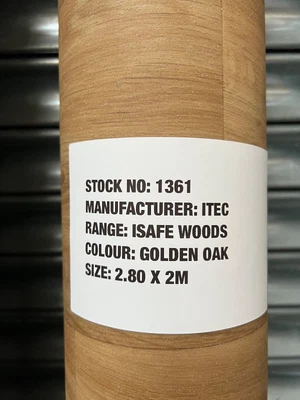 STOCK NO: 1361
MANUFACTURER: ITEC
RANGE: ISAFE WOODS
COLOUR: GOLDEN OAK
SIZE: 2.80 X 2M